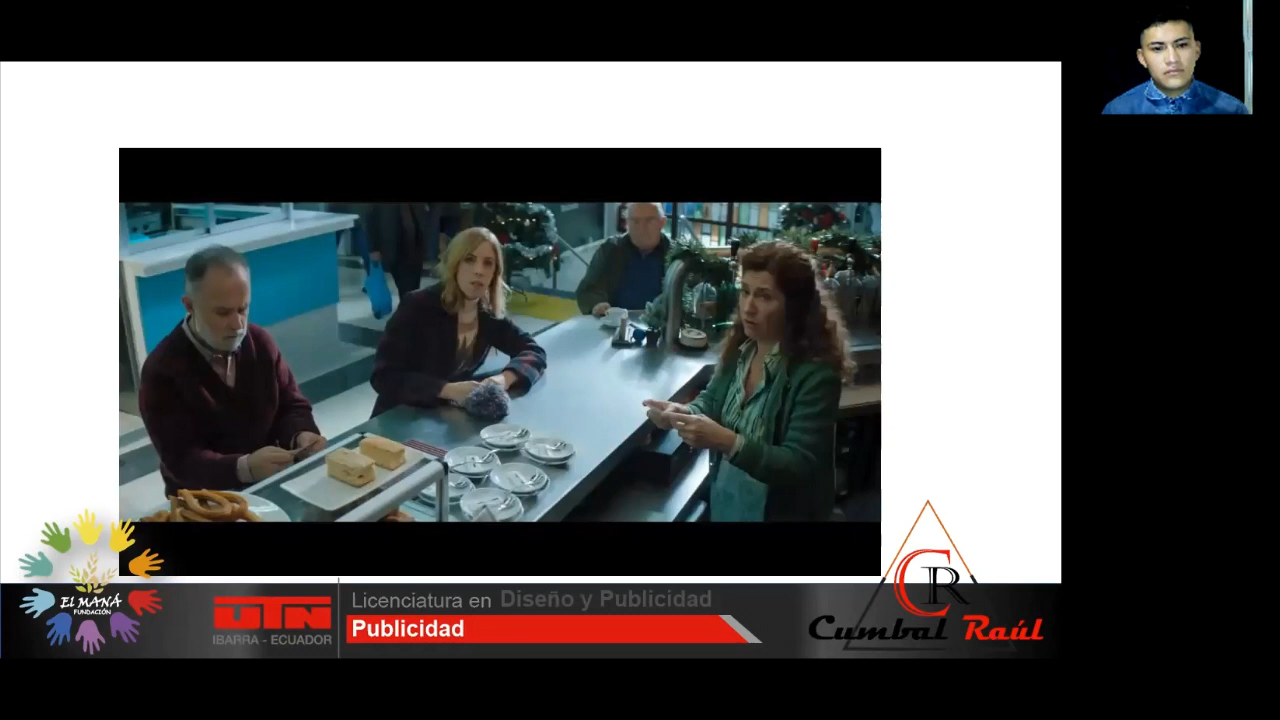 EL MANÁ
FUNDACIÓN
UTN
IBARRA - ECUADOR
Licenciatura en Diseño y Publicidad
Publicidad
CR
Cumbal Raúl